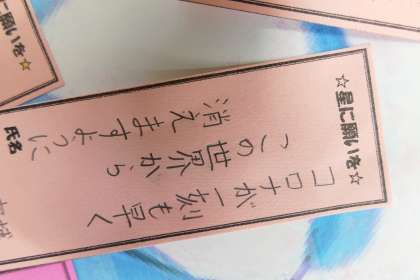 ☆星に願いを☆
コロナが一刻も早く
この世界から
消えますように
氏名